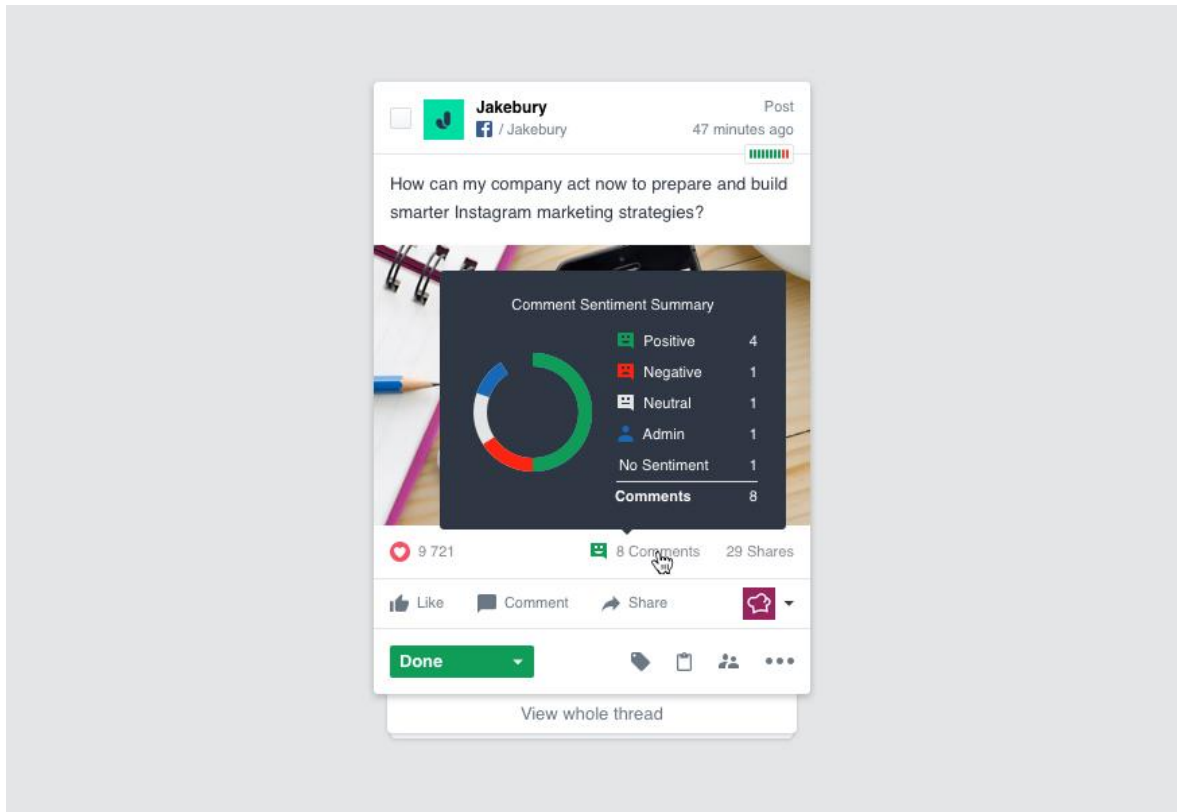 Jakebury
Post
/ Jakebury
47 minutes ago
How can my company act now to prepare and build
smarter Instagram marketing strategies?
Comment Sentiment Summary
Positive 4
Negative 1
Neutral 1
Admin 1
No Sentiment 1
Comments 8
9 721
8 Comments
29 Shares
Like
Comment
Share
Done
View whole thread